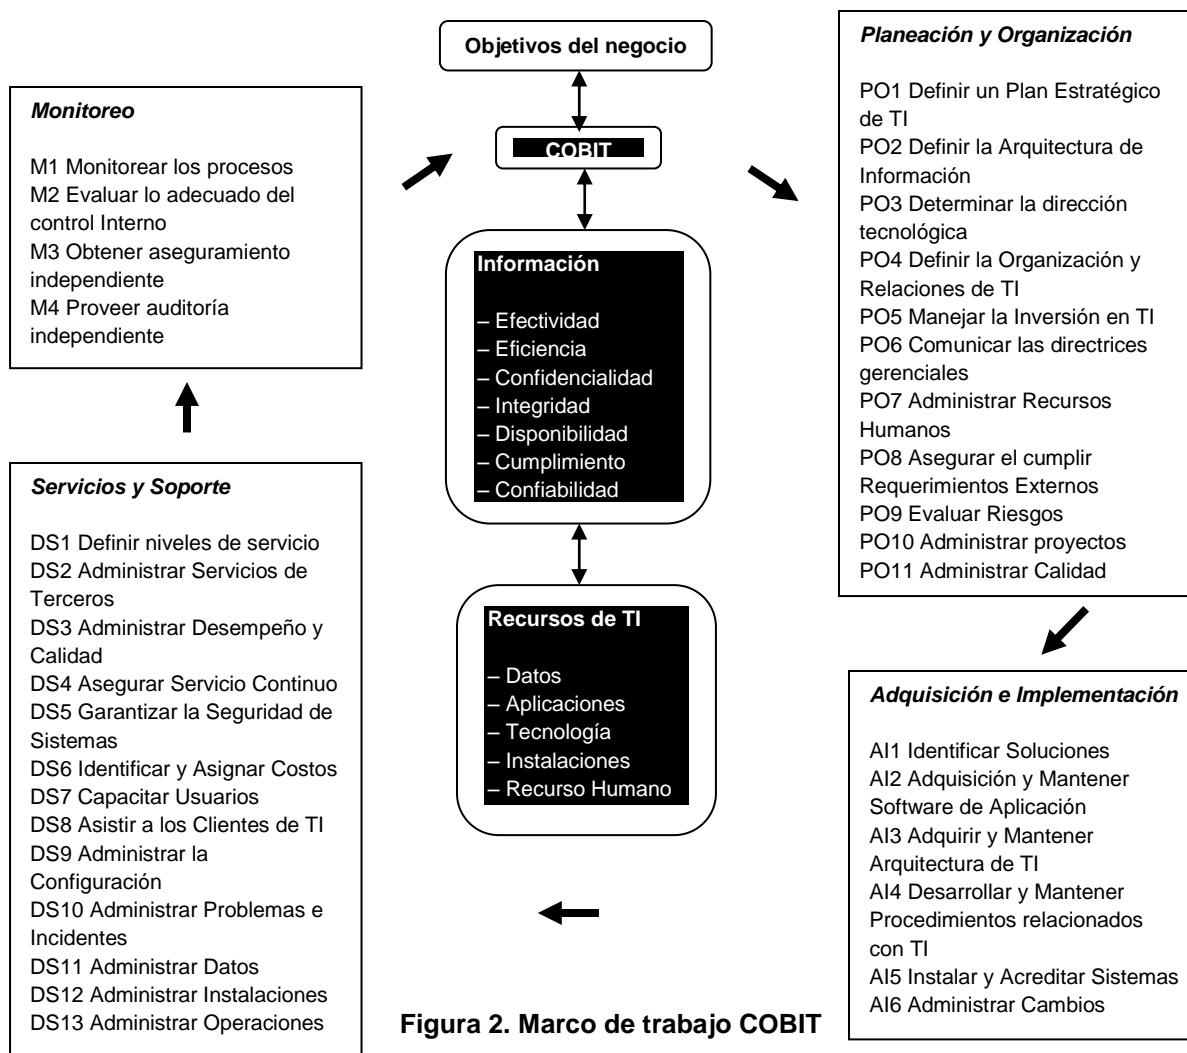 Objetivos del negocio
COBIT
Información
– Efectividad
– Eficiencia
– Confidencialidad
– Integridad
– Disponibilidad
– Cumplimiento
– Confiabilidad
Recursos de TI
– Datos
– Aplicaciones
– Tecnología
– Instalaciones
– Recurso Humano
Planeación y Organización
PO1 Definir un Plan Estratégico
de TI
PO2 Definir la Arquitectura de
Información
PO3 Determinar la dirección
tecnológica
PO4 Definir la Organización y
Relaciones de TI
PO5 Manejar la Inversión en TI
PO6 Comunicar las directrices
gerenciales
PO7 Administrar Recursos
Humanos
PO8 Asegurar el cumplir
Requerimientos Externos
PO9 Evaluar Riesgos
PO10 Administrar proyectos
PO11 Administrar Calidad
Adquisición e Implementación
AI1 Identificar Soluciones
AI2 Adquisición y Mantener
Software de Aplicación
AI3 Adquirir y Mantener
Arquitectura de TI
AI4 Desarrollar y Mantener
Procedimientos relacionados
con TI
AI5 Instalar y Acreditar Sistemas
AI6 Administrar Cambios
Servicios y Soporte
DS1 Definir niveles de servicio
DS2 Administrar Servicios de
Terceros
DS3 Administrar Desempeño y
Calidad
DS4 Asegurar Servicio Continuo
DS5 Garantizar la Seguridad de
Sistemas
DS6 Identificar y Asignar Costos
DS7 Capacitar Usuarios
DS8 Asistir a los Clientes de TI
DS9 Administrar la
Configuración
DS10 Administrar Problemas e
Incidentes
DS11 Administrar Datos
DS12 Administrar Instalaciones
DS13 Administrar Operaciones
Monitoreo
M1 Monitorear los procesos
M2 Evaluar lo adecuado del
control Interno
M3 Obtener aseguramiento
independiente
M4 Proveer auditoría
independiente
Figura 2. Marco de trabajo COBIT